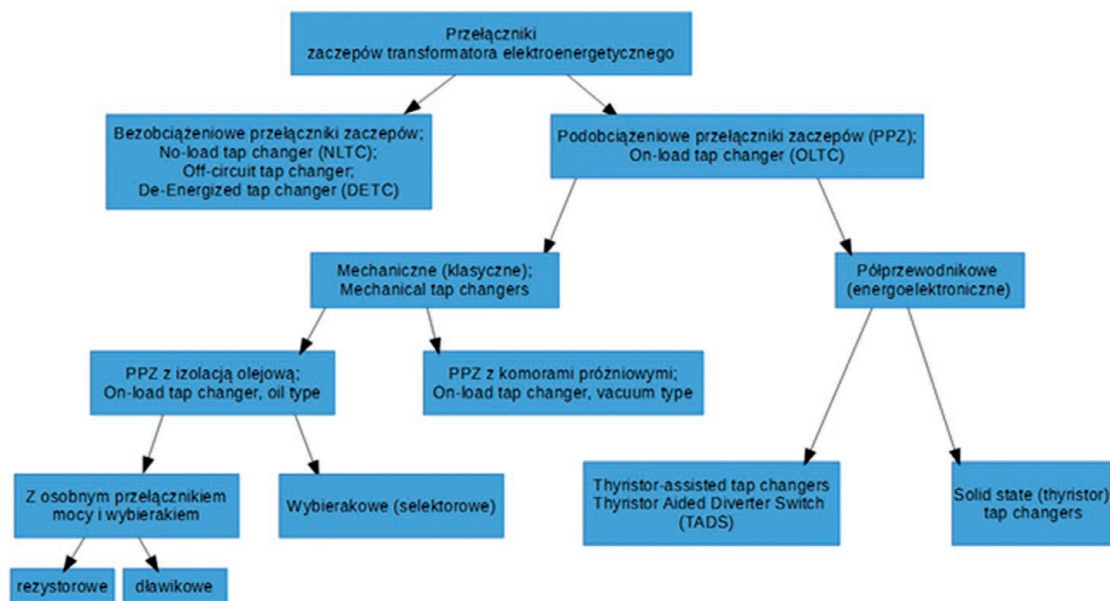 Przełączniki
zaczepów transformatora elektroenergetycznego
Bezobciążeniowe przełączniki zaczepów;
No-load tap changer (NLTC);
Off-circuit tap changer;
De-Energized tap changer (DETC)
Podobciążeniowe przełączniki zaczepów (PPZ);
On-load tap changer (OLTC)
Mechaniczne (klasyczne);
Mechanical tap changers
Półprzewodnikowe
(energoelektroniczne)
PPZ z izolacją olejową;
On-load tap changer, oil type
PPZ z komorami próżniowymi;
On-load tap changer, vacuum type
Z osobnym przełącznikiem
mocy i wybierakiem
Wybierakowe (selektorowe)
Thyristor-assisted tap changers
Thyristor Aided Diverter Switch
(TADS)
Solid state (thyristor)
tap changers
rezystorowe
dławikowe